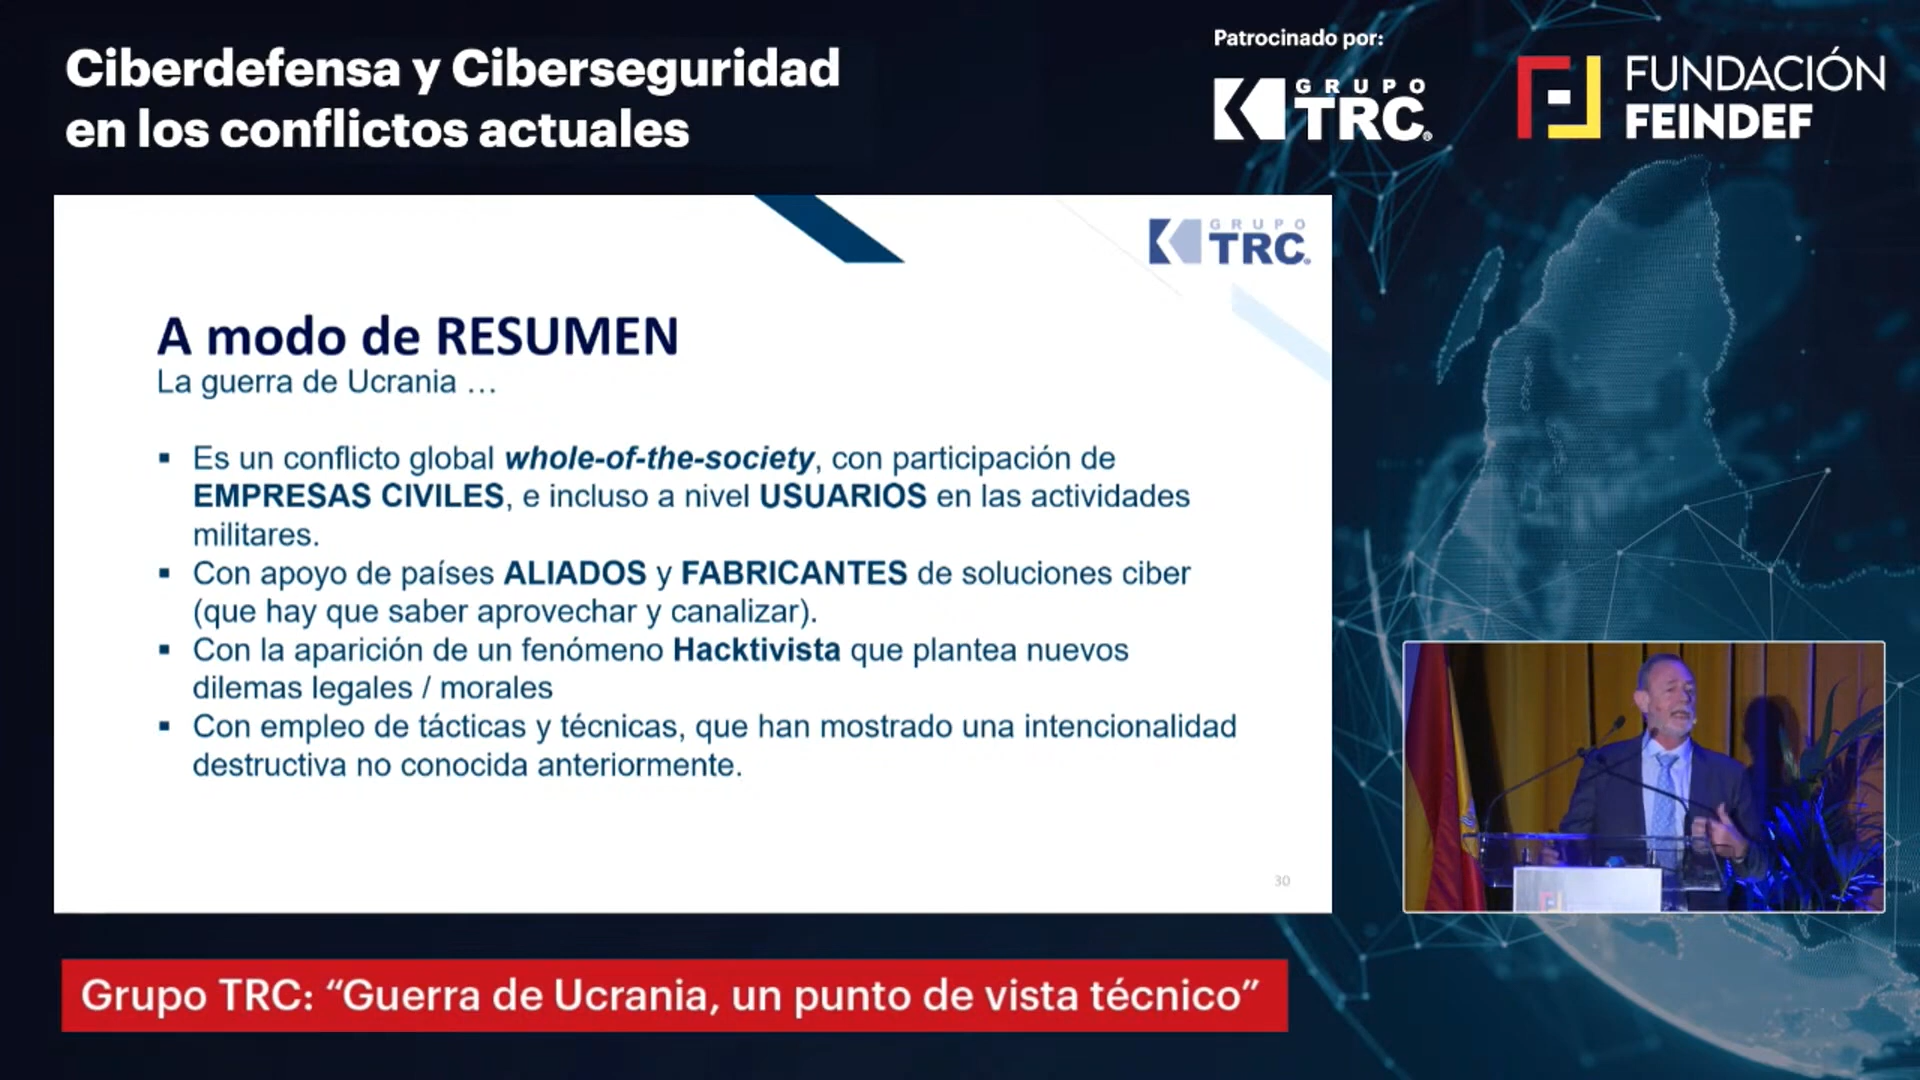 Ciberdefensa y Ciberseguridad
en los conflictos actuales
Patrocinado por:
GRUPO
TRC®
FUNDACIÓN
FEINDEF
GRUPO
TRC®
A modo de RESUMEN
La guerra de Ucrania …
▪ Es un conflicto global whole-of-the-society, con participación de
EMPRESAS CIVILES, e incluso a nivel USUARIOS en las actividades
militares.
▪ Con apoyo de países ALIADOS y FABRICANTES de soluciones ciber
(que hay que saber aprovechar y canalizar).
▪ Con la aparición de un fenómeno Hacktivista que plantea nuevos
dilemas legales / morales
▪ Con empleo de tácticas y técnicas, que han mostrado una intencionalidad
destructiva no conocida anteriormente.
30
Grupo TRC: “Guerra de Ucrania, un punto de vista técnico”